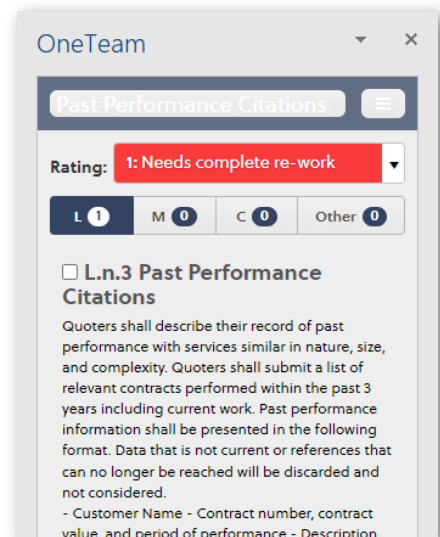 OneTeam
Past Performance Citations
Rating: 1: Needs complete re-work
L 1 M 0 C 0 Other 0
L.n.3 Past Performance
Citations
Quoters shall describe their record of past
performance with services similar in nature, size,
and complexity. Quoters shall submit a list of
relevant contracts performed within the past 3
years including current work. Past performance
information shall be presented in the following
format. Data that is not current or references that
can no longer be reached will be discarded and
not considered.
- Customer Name - Contract number, contract
value, and period of performance - Description